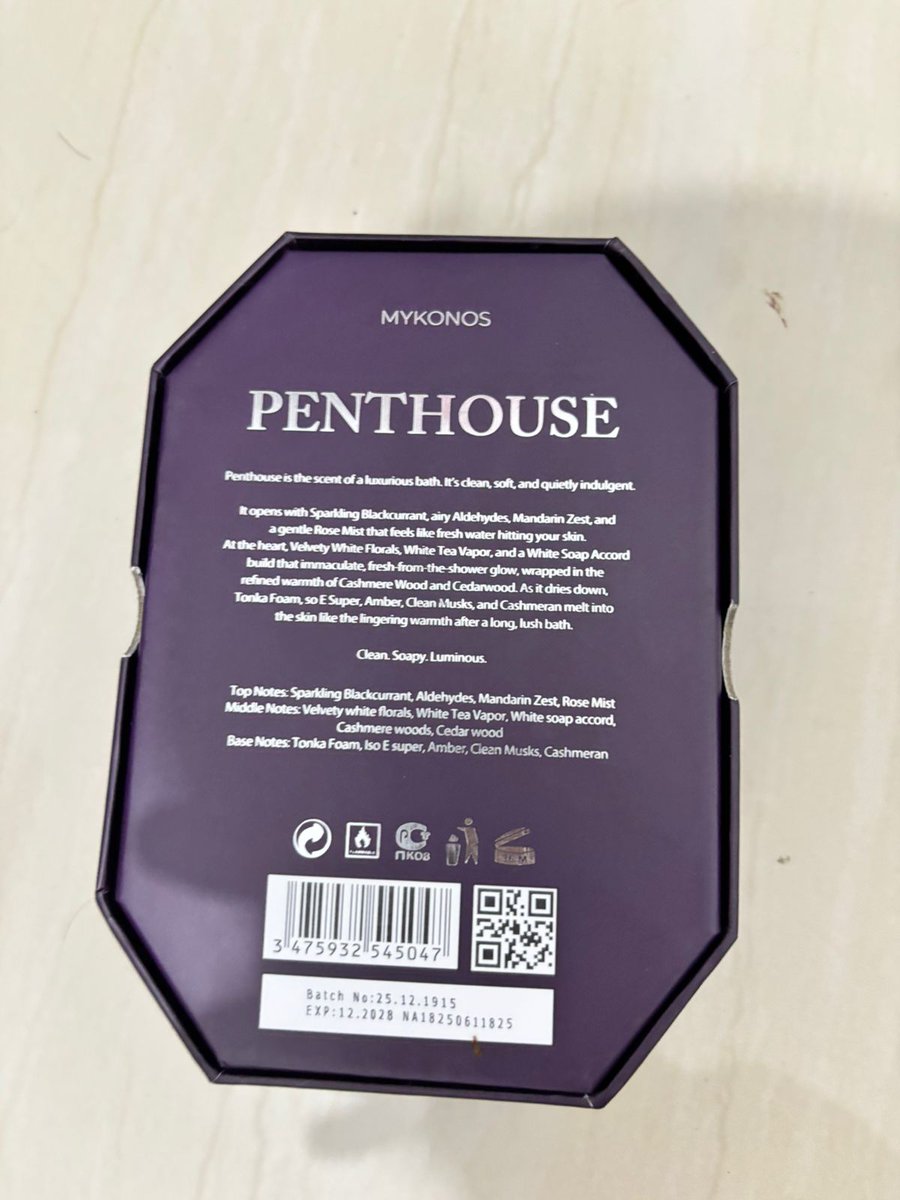 MYKONOS
PENTHOUSE
Penthouse is the scent of a luxurious bath. It's clean, soft, and quietly indulgent.
It opens with Sparkling Blackcurrant, airy Aldehydes, Mandarin Zest, and
a gentle Rose Mist that feels like fresh water hitting your skin.
At the heart, Velvety White Florals, White Tea Vapor, and a White Soap Accord
build that immaculate, fresh-from-the-shower glow, wrapped in the
refined warmth of Cashmere Wood and Cedarwood. As it dries down,
Tonka Foam, so E Super, Amber, Clean Musks, and Cashmeran melt into
the skin like the lingering warmth after a long, lush bath.
Clean. Soapy. Luminous.
Top Notes: Sparkling Blackcurrant, Aldehydes, Mandarin Zest, Rose Mist
Middle Notes: Velvety white florals, White Tea Vapor, White soap accord,
Cashmere woods, Cedar wood
Base Notes: Tonka Foam, Iso E super, Amber, Clean Musks, Cashmeran
ПК08
3 475932 545047
Batch No:25.12.1915
EXP:12.2028 NA18250611825